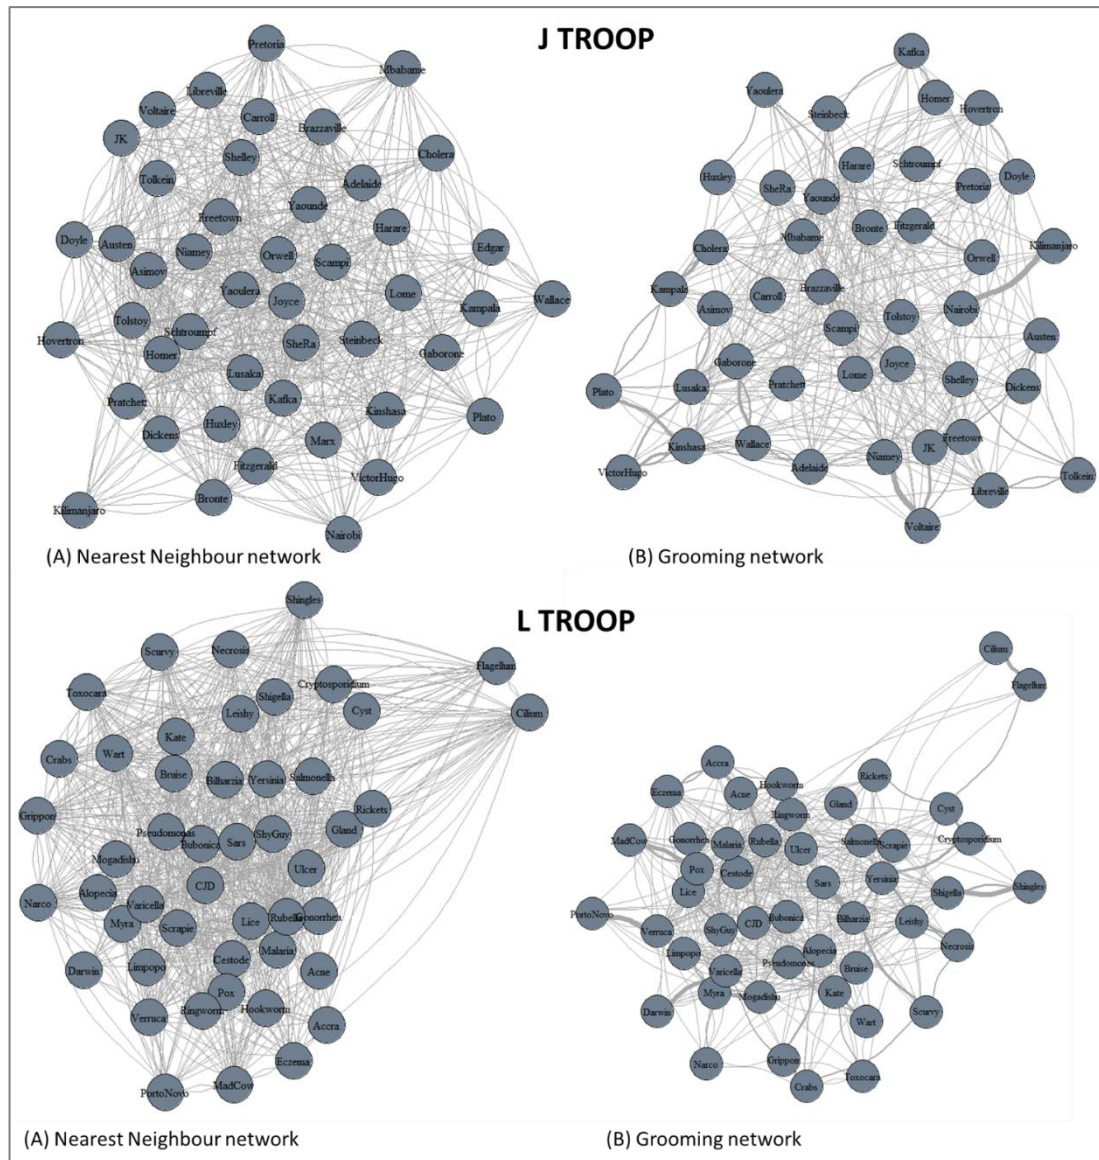 J TROOP
Pretoria
Mbabame
Libreville
Voltaire
Carroll
Brazzaville
JK
Shelley
Cholera
Tolkein
Adelaide
Yaounde
Freetown
Harare
Doyle
Austen
Niamey
Orwell
Scampi
Edgar
Asimov
Yaoulera
Joyce
Lome
Kampala
Wallace
Tolstoy
Schtroumpf
Hovertron
Homer
SheRa
Steinbeck
Gaborone
Lusaka
Kafka
Pratchett
Kinshasa
Plato
Dickens
Huxley
Marx
Fitzgerald
VictorHugo
Bronte
Kilimanjaro
Nairobi
(A) Nearest Neighbour network
Kafka
Yaoulera
Homer
Steinbeck
Hovertron
Harare
Schtroumpf
Huxley
SheRa
Yaounde
Pretoria
Doyle
Mbabame
Bronte
Fitzgerald
Cholera
Kilimanjaro
Orwell
Kampala
Carroll
Brazzaville
Asimov
Nairobi
Scampi
Tolstoy
Austen
Gaborone
Lome
Joyce
Plato
Lusaka
Pratchett
Shelley
Dickens
Kinshasa
Wallace
Freetown
JK
VictorHugo
Adelaide
Niamey
Tolkein
Libreville
Voltaire
(B) Grooming network
L TROOP
Shingles
Scurvy
Necrosis
Flagellum
Toxocara
Cryptosporidium
Shigella
Leishy
Cyst
Cilium
Kate
Wart
Crabs
Bruise
Bilharzia
Yersinia
Salmonella
Grippon
Rickets
Pseudomonas
Bubonica
Sars
ShyGuy
Gland
Mogadishu
Ulcer
CJD
Narco
Alopecia
Varicella
Myra
Scrapie
Lice
Rubella
Gonorrhea
Malaria
Darwin
Limpopo
Cestode
Acne
Pox
Verruca
Ringworm
Hookworm
Accra
Eczema
PortoNovo
MadCow
(A) Nearest Neighbour network
Cilium
Flagellum
Accra
Eczema
Acne
Hookworm
Rickets
Gland
Ringworm
Cyst
MadCow
Gonorrhea
Malaria
Rubella
Ulcer
Salmonella
Scrapie
Cryptosporidium
Pox
Cestode
Lice
Sars
Yersinia
Shigella
Shingles
PortoNovo
Verruca
ShyGuy
CJD
Bubonica
Bilharzia
Leishy
Limpopo
Alopecia
Necrosis
Varicella
Pseudomonas
Bruise
Darwin
Myra
Mogadishu
Kate
Scurvy
Wart
Narco
Grippon
Crabs
Toxocara
(B) Grooming network